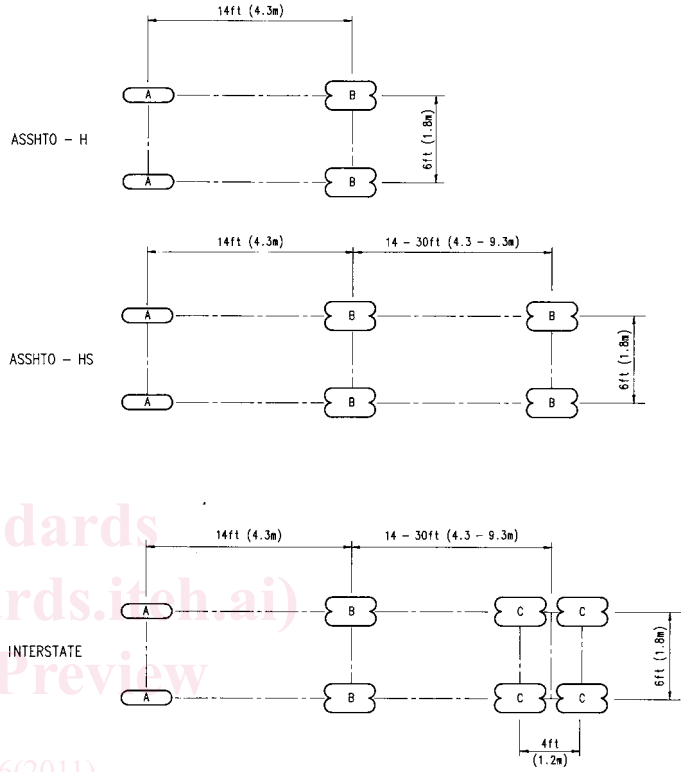 14ft (4.3m)
A B
ASSHTO - H
6ft (1.8m)
A B
14ft (4.3m) 14 - 30ft (4.3 - 9.3m)
A B B
ASSHTO - HS
6ft (1.8m)
A B B
dards
14ft (4.3m) 14 - 30ft (4.3 - 9.3m)
rds.iteh.ai)
A B C C
INTERSTATE
6ft (1.8m)
Preview
A B C C
4ft
(1.2m)
6(2011)